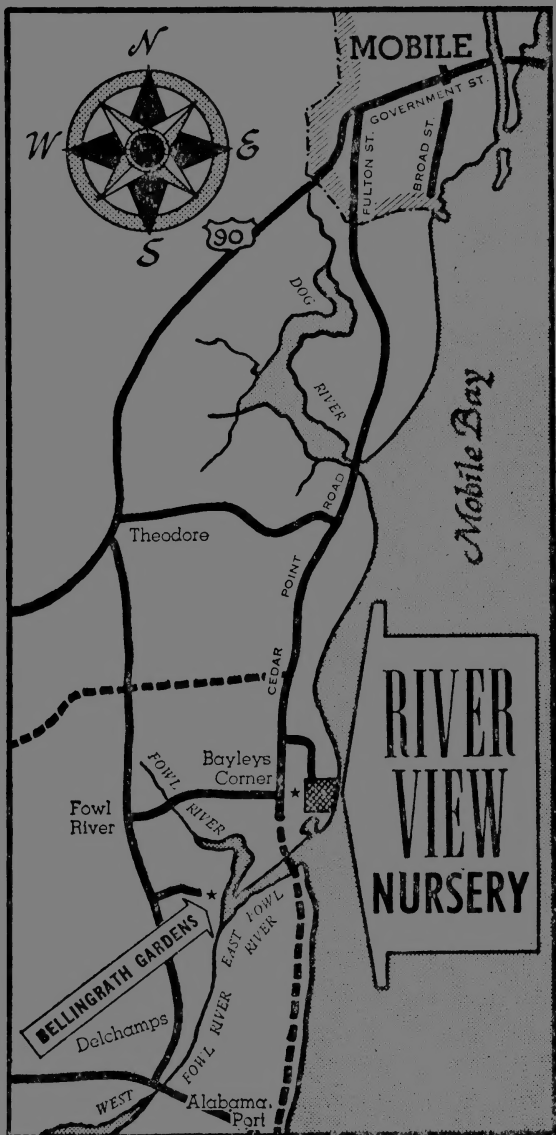 N
MOBILE
W
E
S
GOVERNMENT ST.
FULTON ST.
BROAD ST.
90
DOG
RIVER
Mobile Bay
ROAD
Theodore
POINT
CEDAR
RIVER
VIEW
NURSERY
Bayleys
Corner
FOWL
RIVER
Fowl
River
EAST FOWL
RIVER
BELLINGRATH GARDENS
Delchamps
FOWL RIVER
WEST
Alabama.
Port